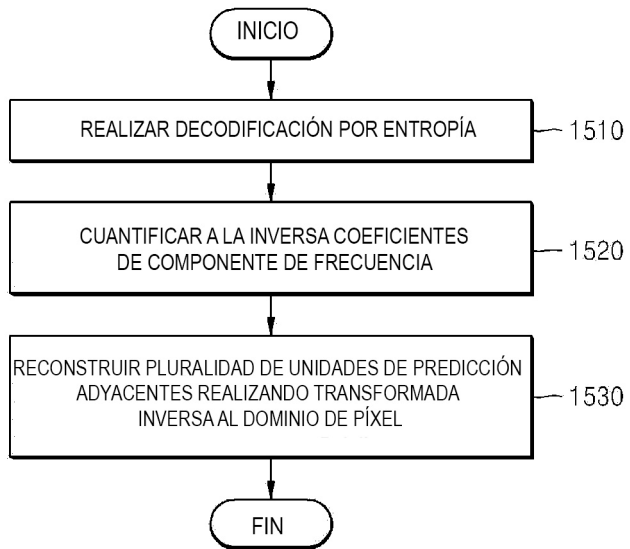 INICIO
REALIZAR DECODIFICACIÓN POR ENTROPÍA
1510
CUANTIFICAR A LA INVERSA COEFICIENTES
DE COMPONENTE DE FRECUENCIA
1520
RECONSTRUIR PLURALIDAD DE UNIDADES DE PREDICCIÓN
ADYACENTES REALIZANDO TRANSFORMADA
INVERSA AL DOMINIO DE PÍXEL
1530
FIN